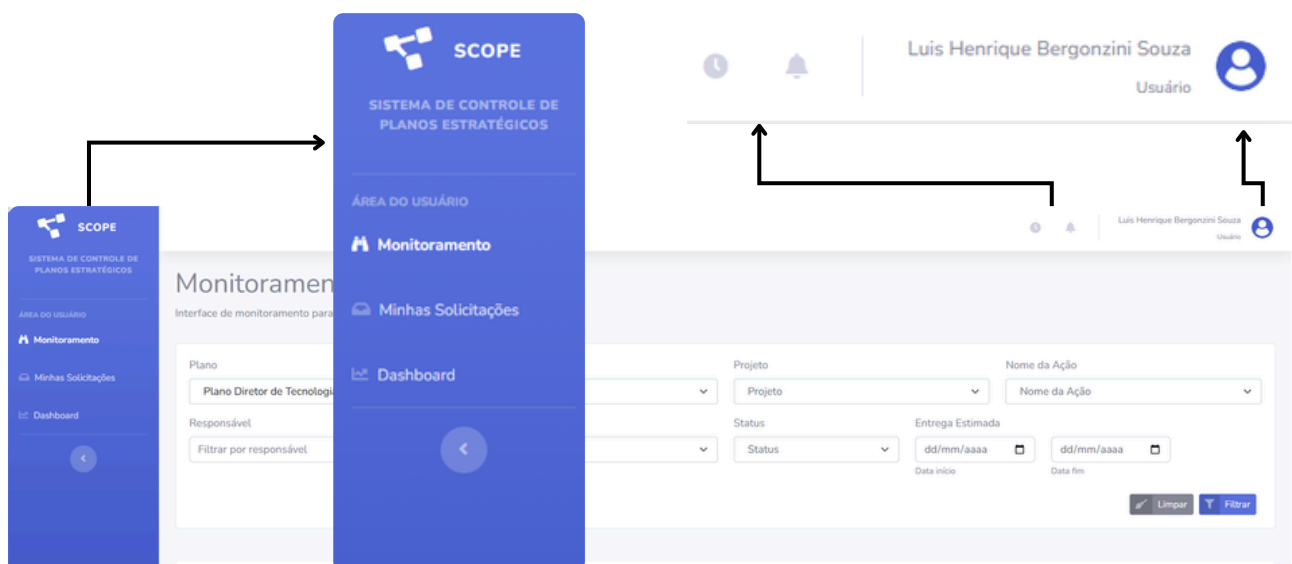 SCOPE
SISTEMA DE CONTROLE DE
PLANOS ESTRATÉGICOS
ÁREA DO USUÁRIO
Monitoramento
Minhas Solicitações
Dashboard
Luis Henrique Bergonzini Souza
Usuário
SCOPE
SISTEMA DE CONTROLE DE
PLANOS ESTRATÉGICOS
ÁREA DO USUÁRIO
Monitoramento
Minhas Solicitações
Dashboard
Luis Henrique Bergonzini Souza
Usuário
Monitoramen
Interface de monitoramento para
Plano
Plano Diretor de Tecnologi
Projeto
Projeto
Nome da Ação
Nome da Ação
Responsável
Filtrar por responsável
Status
Status
Entrega Estimada
dd/mm/aaaa
dd/mm/aaaa
Data início
Data fim
Limpar
Filtrar